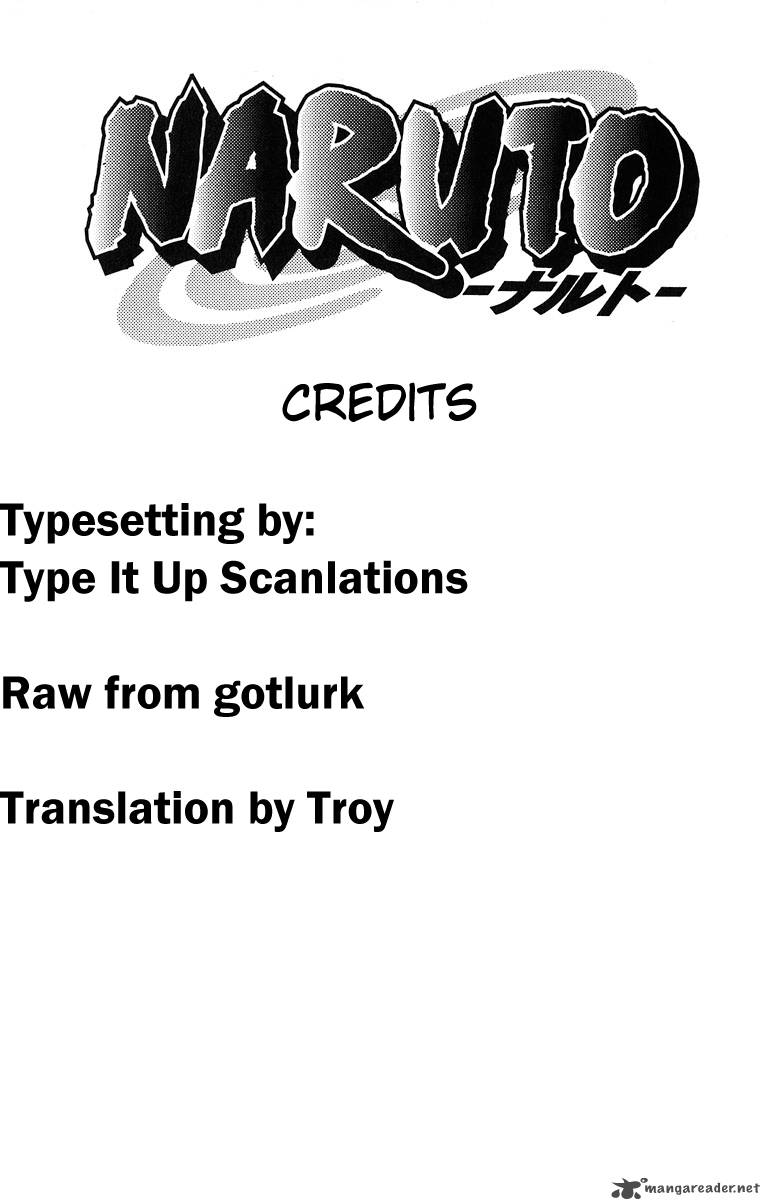 NARUTO
-ナルト-
CREDITS
Typesetting by:
Type It Up Scanlations
Raw from gotlurk
Translation by Troy
mangareader.net